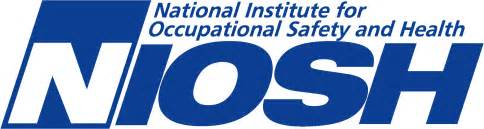 National Institute for
Occupational Safety and Health
NIOSH